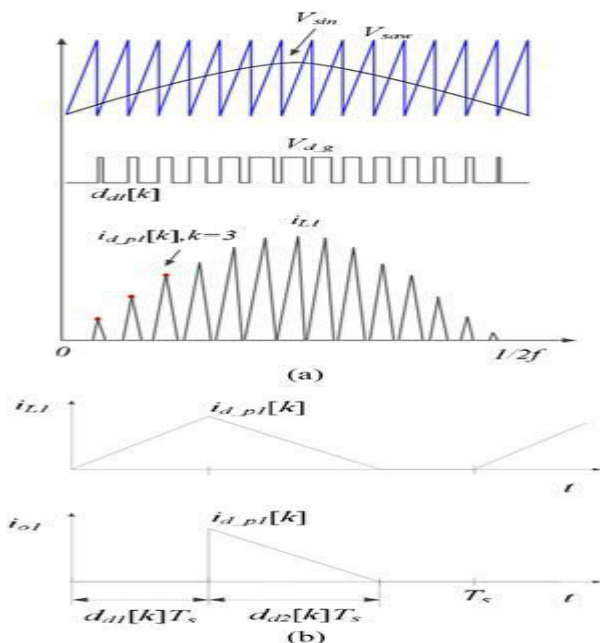 V_sin V_saw
V_d_g
d_d1[k]
i_L1
i_d_p1[k],k=3
0 1/2f
(a)
i_L1 i_d_p1[k]
t
i_o1 i_d_p1[k]
T_s t
d_d1[k]T_s d_d2[k]T_s
(b)